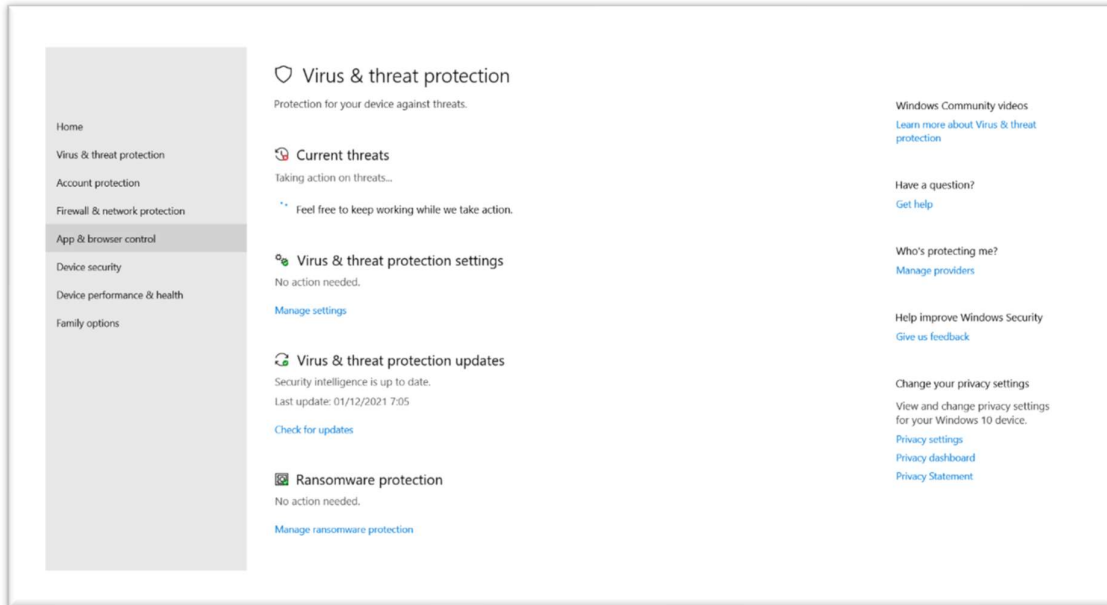 Home
Virus & threat protection
Account protection
Firewall & network protection
App & browser control
Device security
Device performance & health
Family options
Virus & threat protection
Protection for your device against threats.
Current threats
Taking action on threats...
Feel free to keep working while we take action.
Virus & threat protection settings
No action needed.
Manage settings
Virus & threat protection updates
Security intelligence is up to date.
Last update: 01/12/2021 7:05
Check for updates
Ransomware protection
No action needed.
Manage ransomware protection
Windows Community videos
Learn more about Virus & threat
protection
Have a question?
Get help
Who's protecting me?
Manage providers
Help improve Windows Security
Give us feedback
Change your privacy settings
View and change privacy settings
for your Windows 10 device.
Privacy settings
Privacy dashboard
Privacy Statement